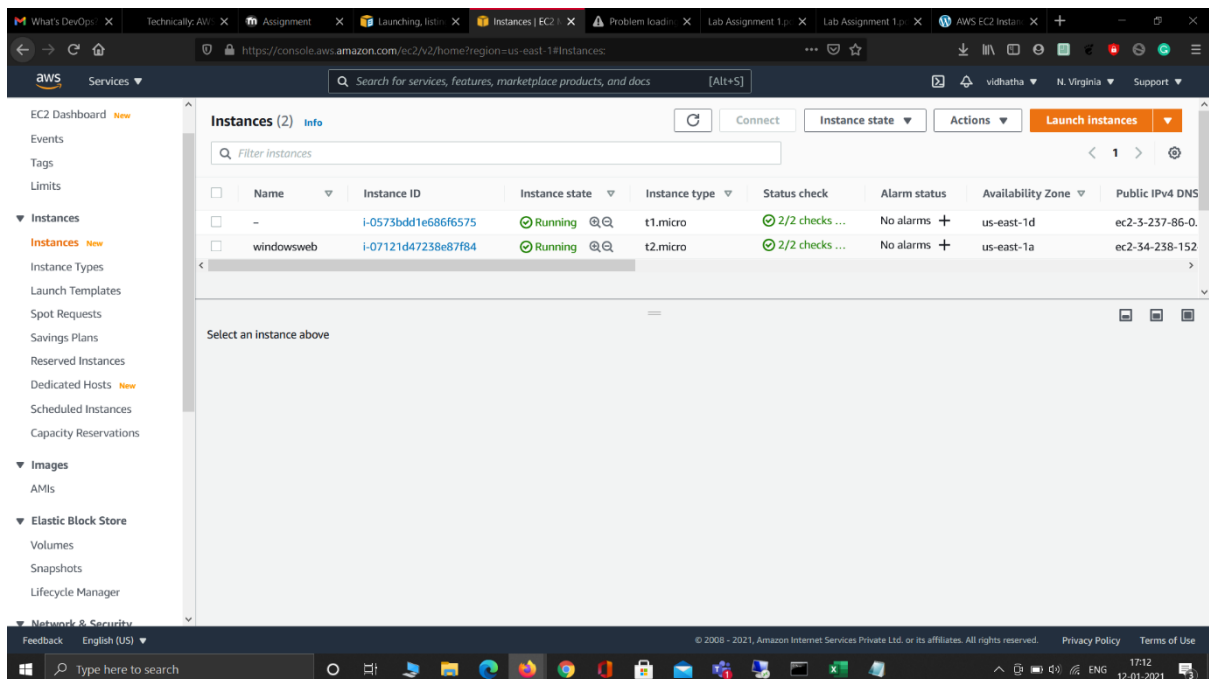 What's DevOps? Technically: AWS Assignment Launching, listin Instances | EC2 M Problem loading Lab Assignment 1.p Lab Assignment 1.p AWS EC2 Instan
https://console.aws.amazon.com/ec2/v2/home?region=us-east-1#Instances:
aws Services ▼ Search for services, features, marketplace products, and docs [Alt+S] vidhatha ▼ N. Virginia ▼ Support ▼
EC2 Dashboard New
Events
Tags
Limits
▼ Instances
Instances New
Instance Types
Launch Templates
Spot Requests
Savings Plans
Reserved Instances
Dedicated Hosts New
Scheduled Instances
Capacity Reservations
▼ Images
AMIs
▼ Elastic Block Store
Volumes
Snapshots
Lifecycle Manager
▼ Network & Security
Instances (2) Info Connect Instance state ▼ Actions ▼ Launch instances ▼
Filter instances < 1 >
Name Instance ID Instance state Instance type Status check Alarm status Availability Zone Public IPv4 DNS
– i-0573bdd1e686f6575 Running t1.micro 2/2 checks ... No alarms + us-east-1d ec2-3-237-86-0.
windowsweb i-07121d47238e87f84 Running t2.micro 2/2 checks ... No alarms + us-east-1a ec2-34-238-152
Select an instance above
Feedback English (US) ▼ © 2008 - 2021, Amazon Internet Services Private Ltd. or its affiliates. All rights reserved. Privacy Policy Terms of Use
Type here to search ENG 17:12
12-01-2021